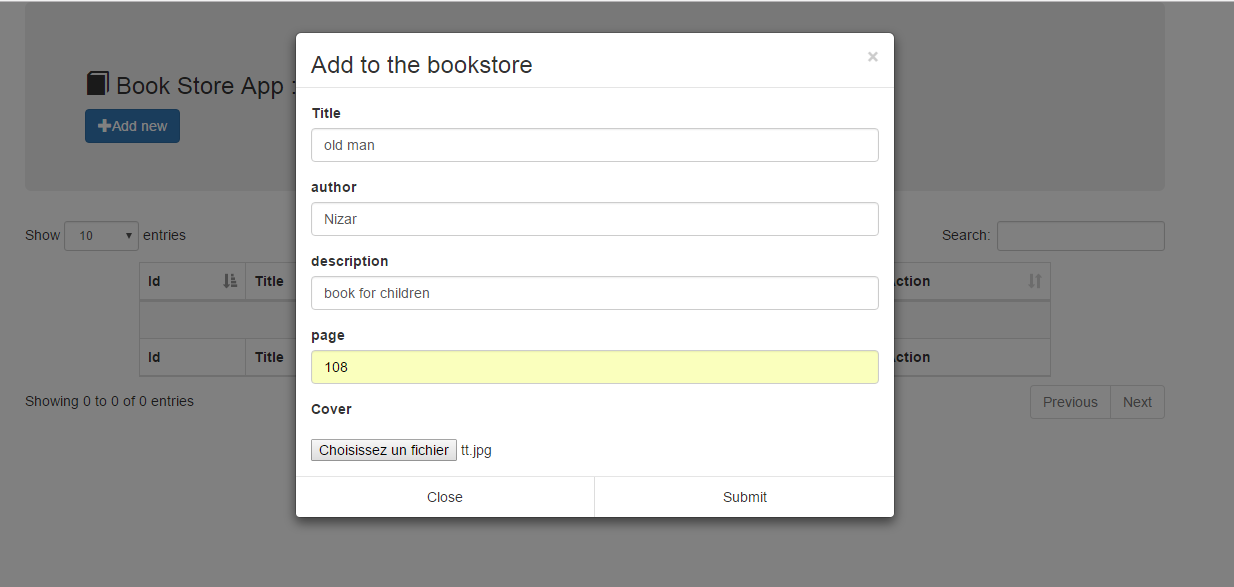 Add to the bookstore ×
Book Store App :
Add new
Title
old man
author
Nizar
description
book for children
page
108
Cover
Choisissez un fichier tt.jpg
Close Submit
Show 10 entries Search:
Id Title ction
Id Title ction
Showing 0 to 0 of 0 entries Previous Next